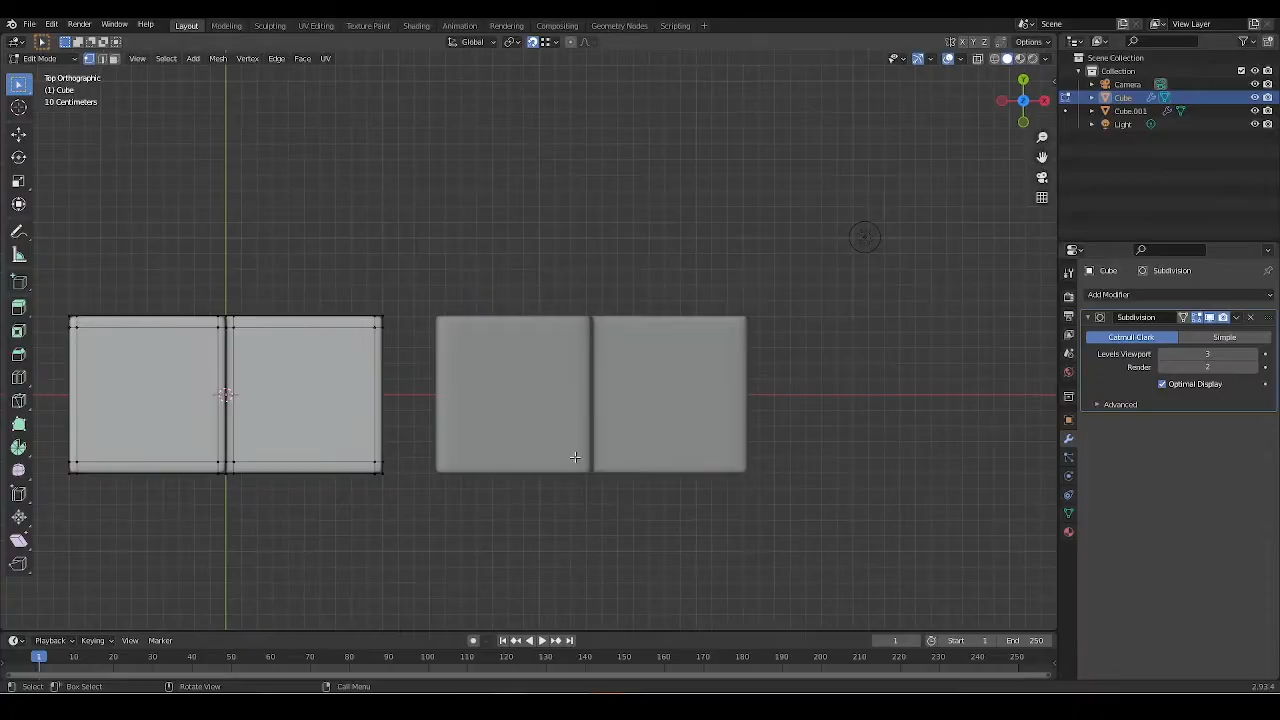 File Edit Render Window Help Layout Modeling Sculpting UV Editing Texture Paint Shading Animation Rendering Compositing Geometry Nodes Scripting + Scene View Layer
Global X Y Z Options
Edit Mode View Select Add Mesh Vertex Edge Face UV
Scene Collection
Collection
Camera
Cube
Cube.001
Light
Top Orthographic
(1) Cube
10 Centimeters
Y
Z
X
Cube Subdivision
Add Modifier
Subdivision
Catmull Clark Simple
Levels Viewport 3
Render 2
Optimal Display
Advanced
Playback Keying View Marker 1 Start 1 End 250
1 10 20 30 40 50 60 70 80 90 100 110 120 130 140 150 160 170 180 190 200 210 220 230 240 250
Select Box Select Rotate View Call Menu 2.93.4